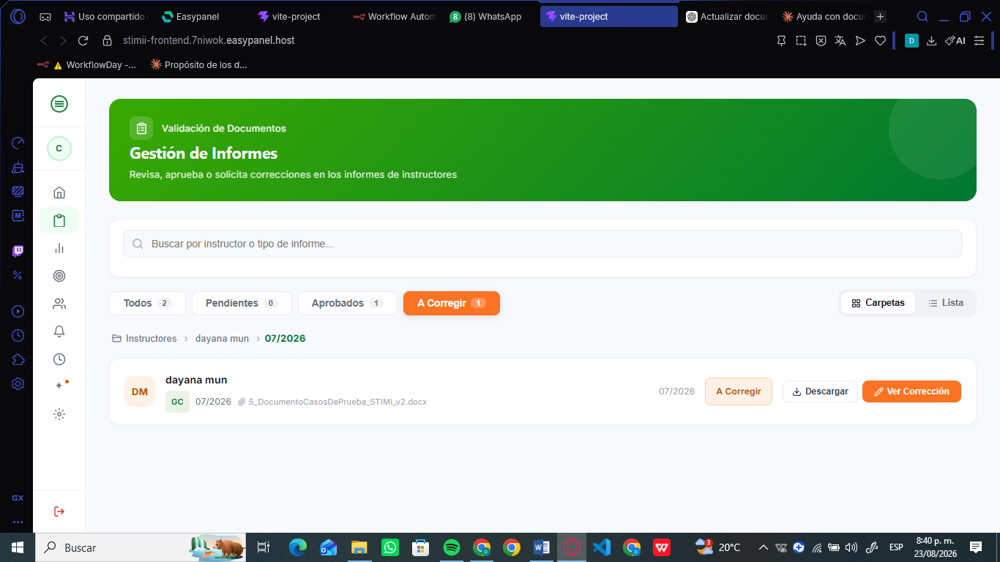 Uso compartido
Easypanel
vite-project
Workflow Autom
8 (8) WhatsApp
vite-project
Actualizar docu
Ayuda con docu
stimii-frontend.7niwok.easypanel.host
D
AI
WorkflowDay -...
Propósito de los d...
C
Validación de Documentos
Gestión de Informes
Revisa, aprueba o solicita correcciones en los informes de instructores
Buscar por instructor o tipo de informe...
Todos 2
Pendientes 0
Aprobados 1
A Corregir 1
Carpetas
Lista
Instructores › dayana mun › 07/2026
DM
dayana mun
GC 07/2026 5_DocumentoCasosDePrueba_STIMI_v2.docx
07/2026
A Corregir
Descargar
Ver Corrección
M
GX
Buscar
3
20°C
ESP
8:40 p. m.
23/08/2026